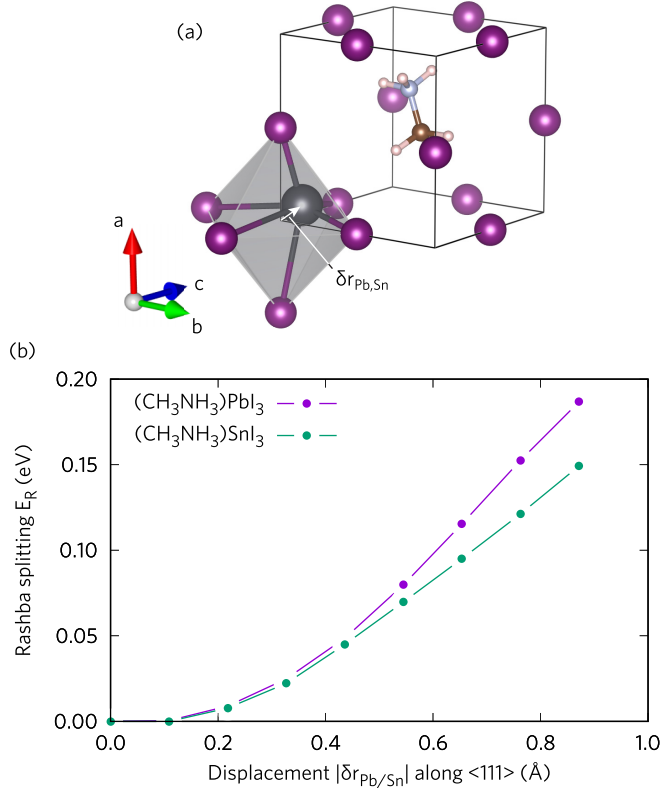 (a)
δr_Pb,Sn
a
c
b
(b)
(CH₃NH₃)PbI₃
(CH₃NH₃)SnI₃
Rashba splitting E_R (eV)
0.20
0.15
0.10
0.05
0.00
0.0 0.2 0.4 0.6 0.8 1.0
Displacement |δr_Pb/Sn| along <111> (Å)